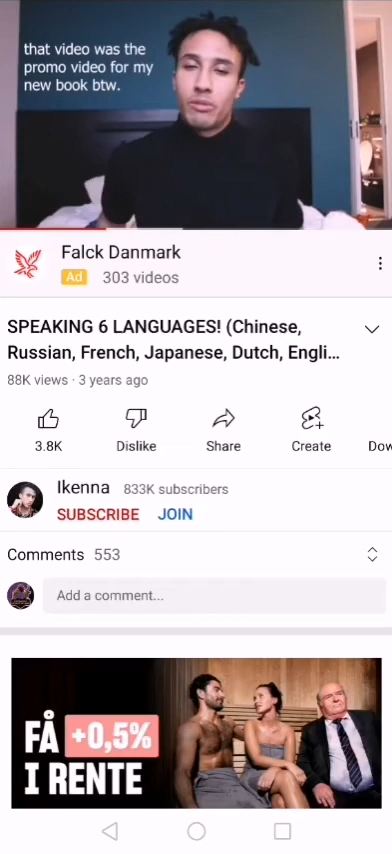 that video was the
promo video for my
new book btw.
Falck Danmark
Ad 303 videos
SPEAKING 6 LANGUAGES! (Chinese,
Russian, French, Japanese, Dutch, Engli...
88K views · 3 years ago
3.8K Dislike Share Create Dow
Ikenna 833K subscribers
SUBSCRIBE JOIN
Comments 553
Add a comment...
FÅ +0,5%
I RENTE